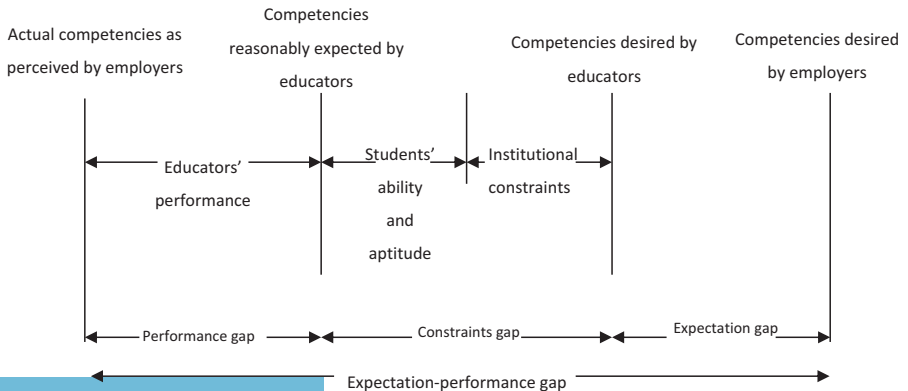 Actual competencies as
perceived by employers
Competencies
reasonably expected by
educators
Competencies desired by
educators
Competencies desired
by employers
Educators’
performance
Students’
ability
and
aptitude
Institutional
constraints
Performance gap
Constraints gap
Expectation gap
Expectation-performance gap